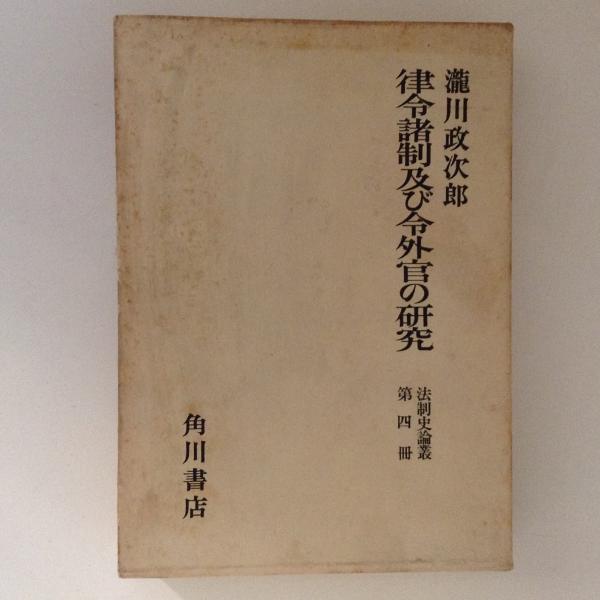 瀧川政次郎
律令諸制及び令外官の研究
法制史論叢
第四冊
角川書店